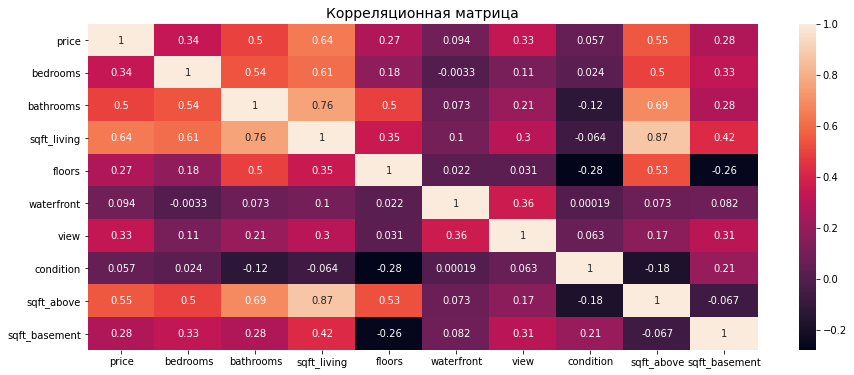 Корреляционная матрица
price 1 0.34 0.5 0.64 0.27 0.094 0.33 0.057 0.55 0.28
bedrooms 0.34 1 0.54 0.61 0.18 -0.0033 0.11 0.024 0.5 0.33
bathrooms 0.5 0.54 1 0.76 0.5 0.073 0.21 -0.12 0.69 0.28
sqft_living 0.64 0.61 0.76 1 0.35 0.1 0.3 -0.064 0.87 0.42
floors 0.27 0.18 0.5 0.35 1 0.022 0.031 -0.28 0.53 -0.26
waterfront 0.094 -0.0033 0.073 0.1 0.022 1 0.36 0.00019 0.073 0.082
view 0.33 0.11 0.21 0.3 0.031 0.36 1 0.063 0.17 0.31
condition 0.057 0.024 -0.12 -0.064 -0.28 0.00019 0.063 1 -0.18 0.21
sqft_above 0.55 0.5 0.69 0.87 0.53 0.073 0.17 -0.18 1 -0.067
sqft_basement 0.28 0.33 0.28 0.42 -0.26 0.082 0.31 0.21 -0.067 1
price bedrooms bathrooms sqft_living floors waterfront view condition sqft_above sqft_basement
1.0
0.8
0.6
0.4
0.2
0.0
−0.2